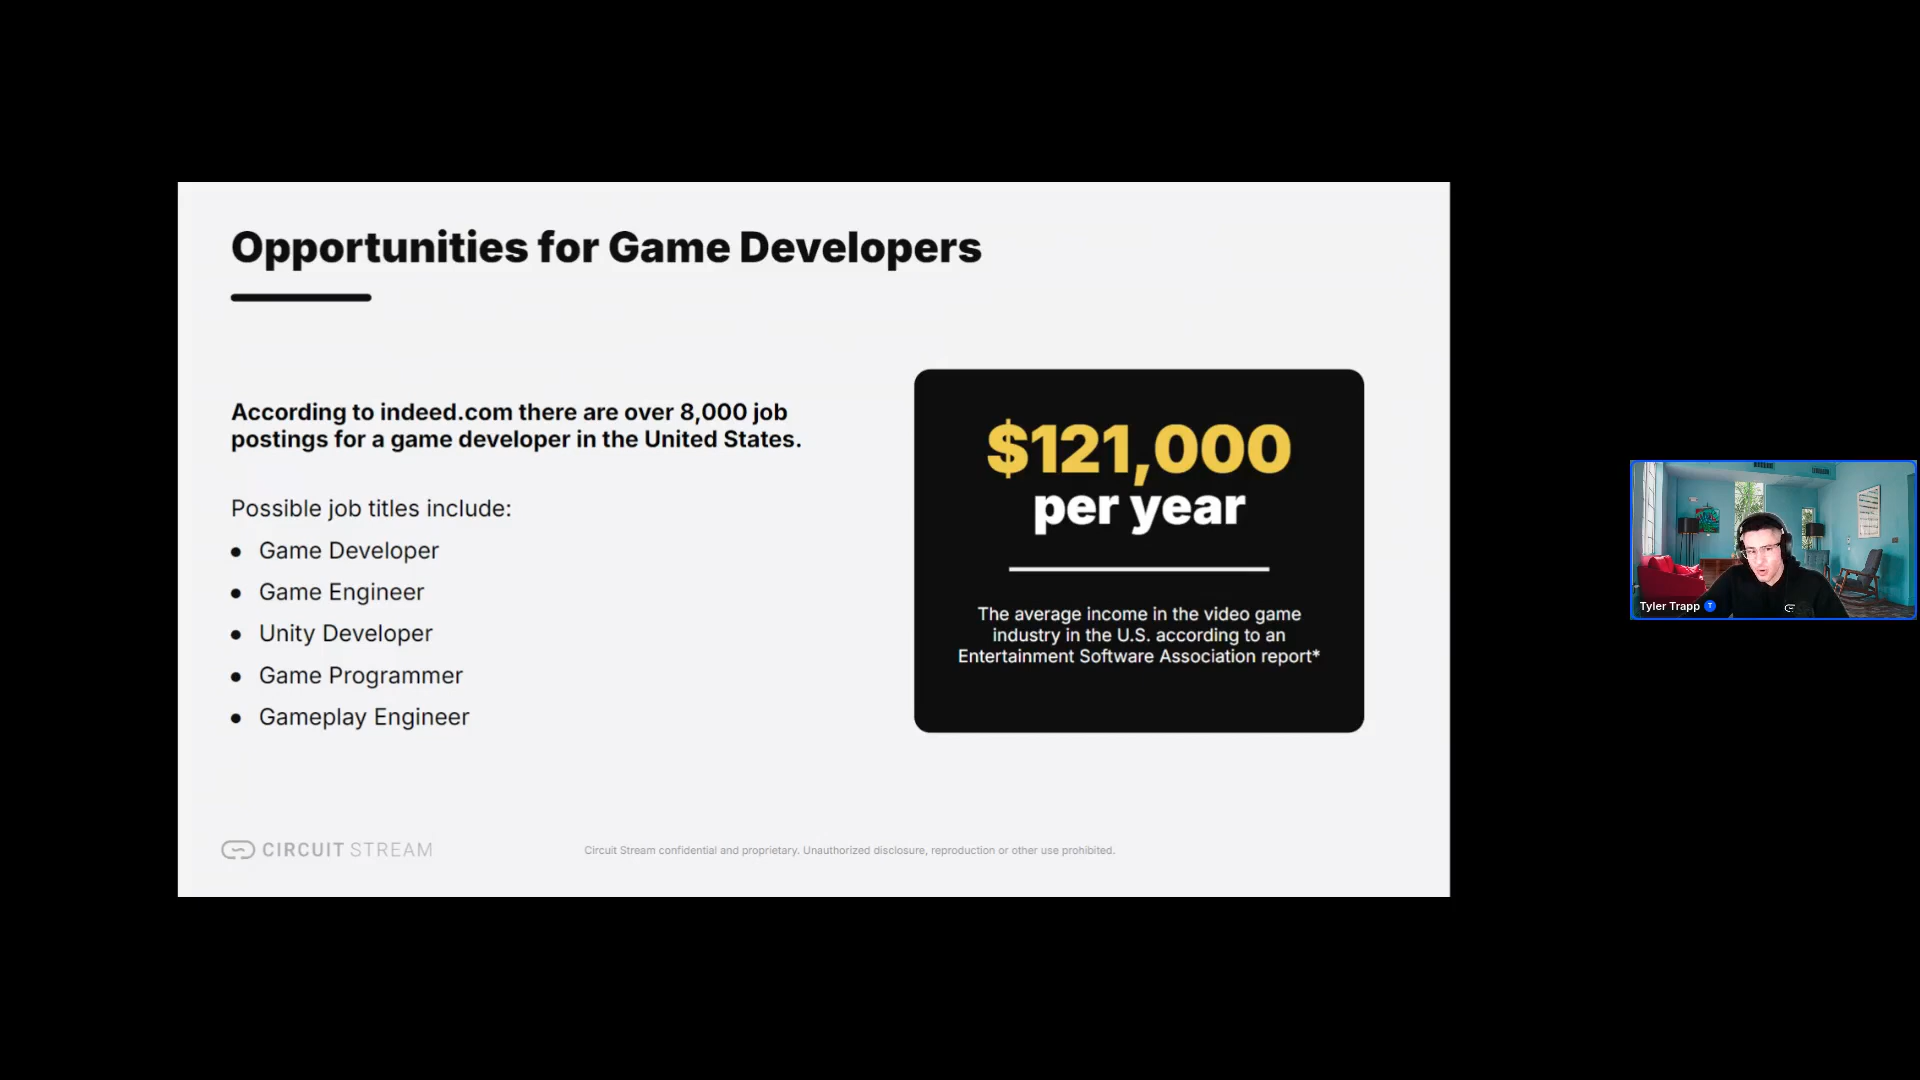 Opportunities for Game Developers
According to indeed.com there are over 8,000 job
postings for a game developer in the United States.
Possible job titles include:
● Game Developer
● Game Engineer
● Unity Developer
● Game Programmer
● Gameplay Engineer
$121,000
per year
The average income in the video game
industry in the U.S. according to an
Entertainment Software Association report*
CIRCUIT STREAM
Circuit Stream confidential and proprietary. Unauthorized disclosure, reproduction or other use prohibited.
Tyler Trapp T